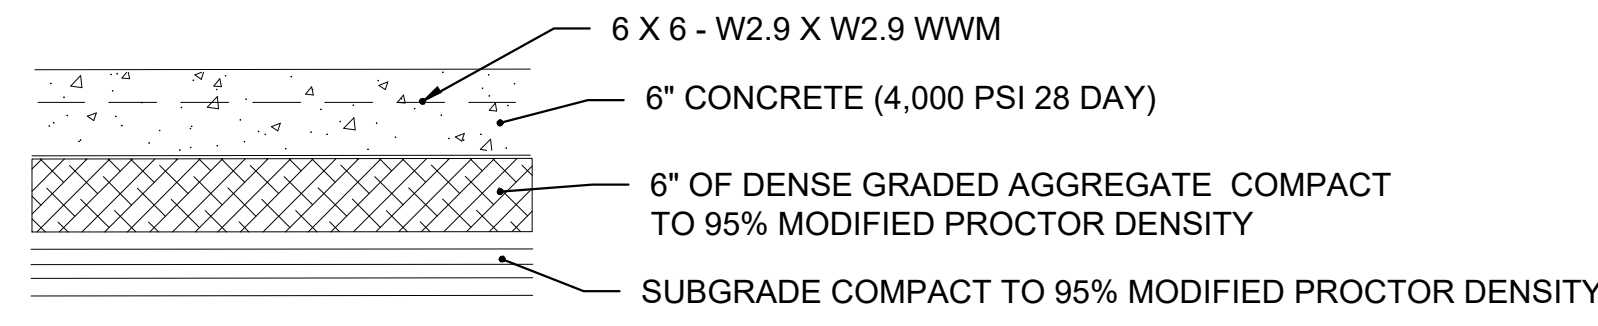 6 X 6 - W2.9 X W2.9 WWM
6" CONCRETE (4,000 PSI 28 DAY)
6" OF DENSE GRADED AGGREGATE COMPACT
TO 95% MODIFIED PROCTOR DENSITY
SUBGRADE COMPACT TO 95% MODIFIED PROCTOR DENSITY